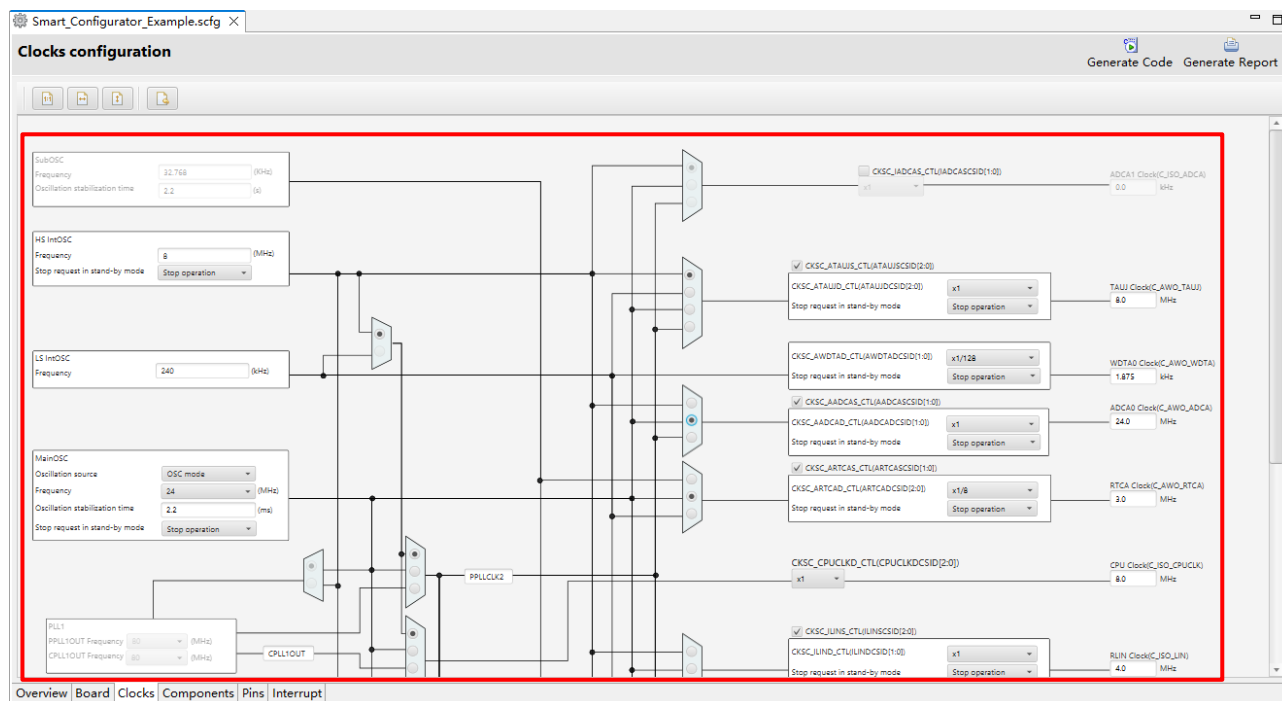 Smart_Configurator_Example.scfg
Clocks configuration
Generate Code Generate Report
SubOSC
Frequency 32.768 (KHz)
Oscillation stabilization time 2.2 (s)
CKSC_IADCAS_CTL(IADCASCSID[1:0])
x1
ADCA1 Clock(C_ISO_ADCA)
0.0 kHz
HS IntOSC
Frequency 8 (MHz)
Stop request in stand-by mode Stop operation
CKSC_ATAUJS_CTL(ATAUJSCSID[2:0])
CKSC_ATAUJD_CTL(ATAUJDCSID[2:0]) x1
Stop request in stand-by mode Stop operation
TAUJ Clock(C_AWO_TAUJ)
8.0 MHz
LS IntOSC
Frequency 240 (kHz)
CKSC_AWDTAD_CTL(AWDTADCSID[1:0]) x1/128
Stop request in stand-by mode Stop operation
WDTA0 Clock(C_AWO_WDTA)
1.875 kHz
CKSC_AADCAS_CTL(AADCASCSID[1:0])
CKSC_AADCAD_CTL(AADCADCSID[1:0]) x1
Stop request in stand-by mode Stop operation
ADCA0 Clock(C_AWO_ADCA)
24.0 MHz
MainOSC
Oscillation source OSC mode
Frequency 24 (MHz)
Oscillation stabilization time 2.2 (ms)
Stop request in stand-by mode Stop operation
CKSC_ARTCAS_CTL(ARTCASCSID[1:0])
CKSC_ARTCAD_CTL(ARTCADCSID[2:0]) x1/8
Stop request in stand-by mode Stop operation
RTCA Clock(C_AWO_RTCA)
3.0 MHz
PPLLCLK2
CKSC_CPUCLKD_CTL(CPUCLKDCSID[2:0])
x1
CPU Clock(C_ISO_CPUCLK)
8.0 MHz
PLL1
PPLL1OUT Frequency 80 (MHz)
CPLL1OUT Frequency 80 (MHz)
CPLL1OUT
CKSC_ILINS_CTL(ILINSCSID[2:0])
CKSC_ILIND_CTL(ILINDCSID[1:0]) x1
Stop request in stand-by mode Stop operation
RLIN Clock(C_ISO_LIN)
4.0 MHz
Overview Board Clocks Components Pins Interrupt